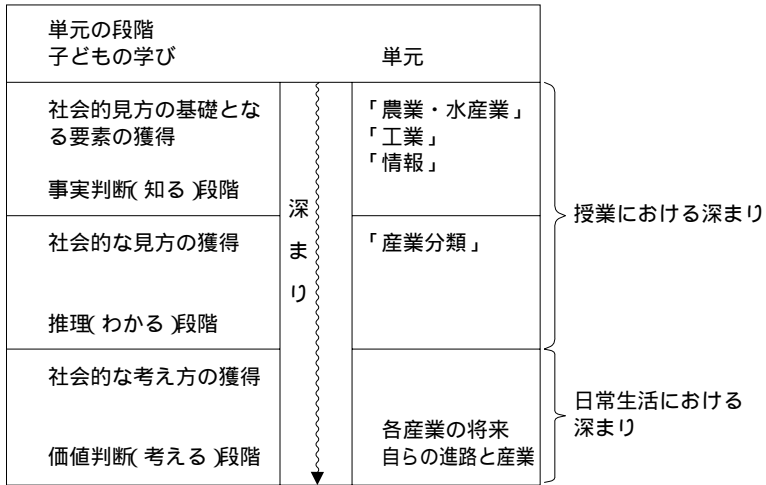 単元の段階
子どもの学び
単元
社会的見方の基礎とな
る要素の獲得
事実判断(知る)段階
「農業・水産業」
「工業」
「情報」
深まり
社会的な見方の獲得
推理(わかる)段階
「産業分類」
授業における深まり
社会的な考え方の獲得
価値判断(考える)段階
各産業の将来
自らの進路と産業
日常生活における
深まり